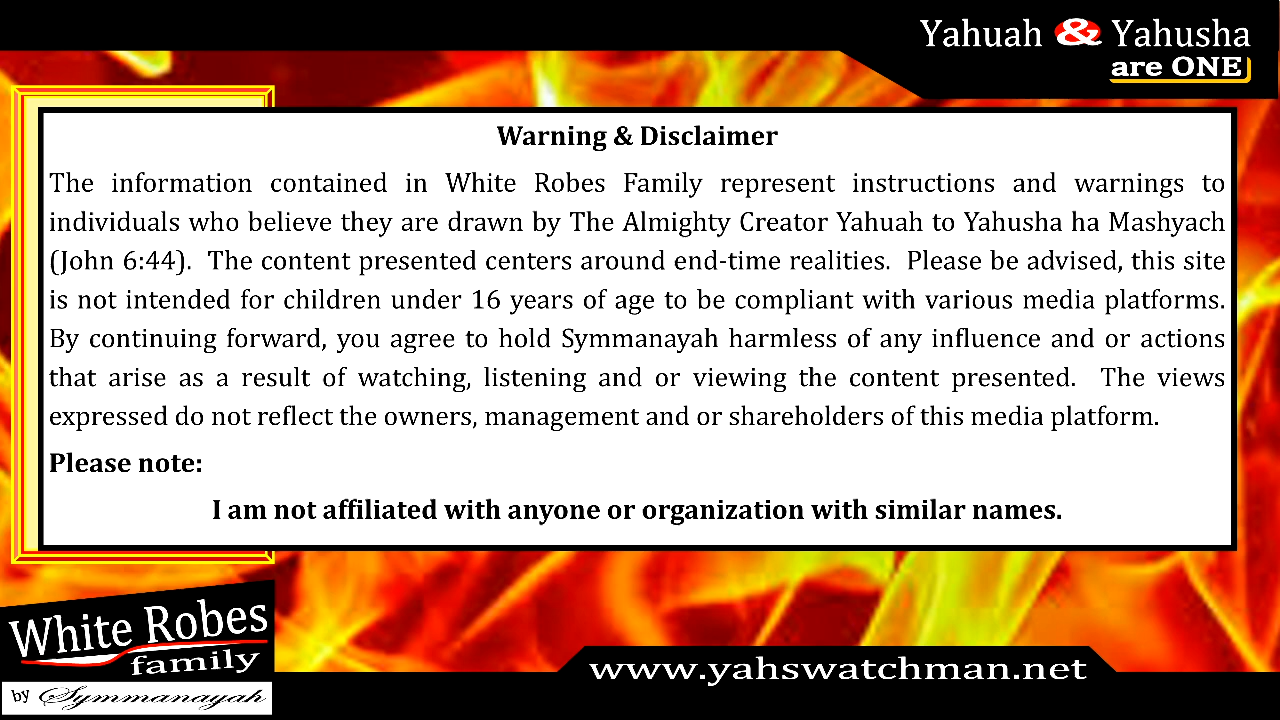 Yahuah & Yahusha
are ONE
Warning & Disclaimer
The information contained in White Robes Family represent instructions and warnings to
individuals who believe they are drawn by The Almighty Creator Yahuah to Yahusha ha Mashyach
(John 6:44). The content presented centers around end-time realities. Please be advised, this site
is not intended for children under 16 years of age to be compliant with various media platforms.
By continuing forward, you agree to hold Symmanayah harmless of any influence and or actions
that arise as a result of watching, listening and or viewing the content presented. The views
expressed do not reflect the owners, management and or shareholders of this media platform.
Please note:
I am not affiliated with anyone or organization with similar names.
White Robes
family
by Symmanayah
www.yahswatchman.net